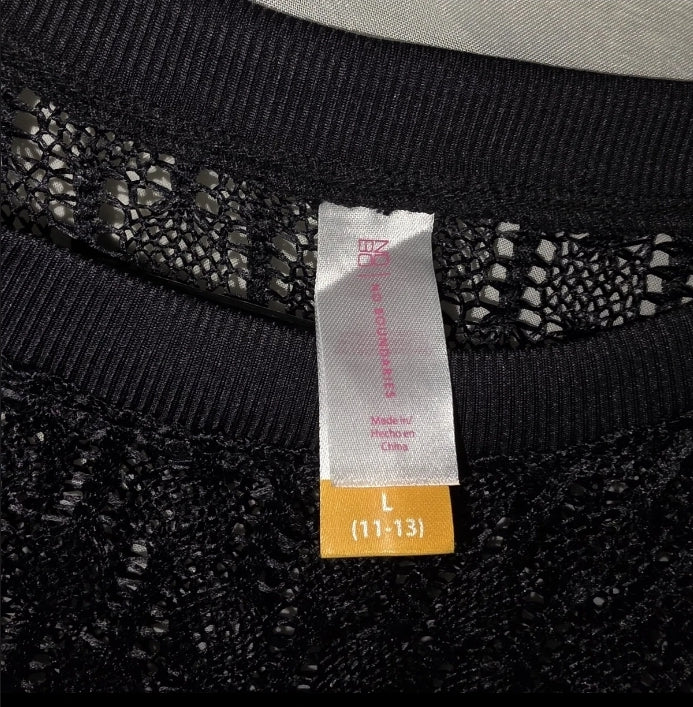 NO
BO
NO BOUNDARIES
Made in/
Hecho en
China
L
(11-13)